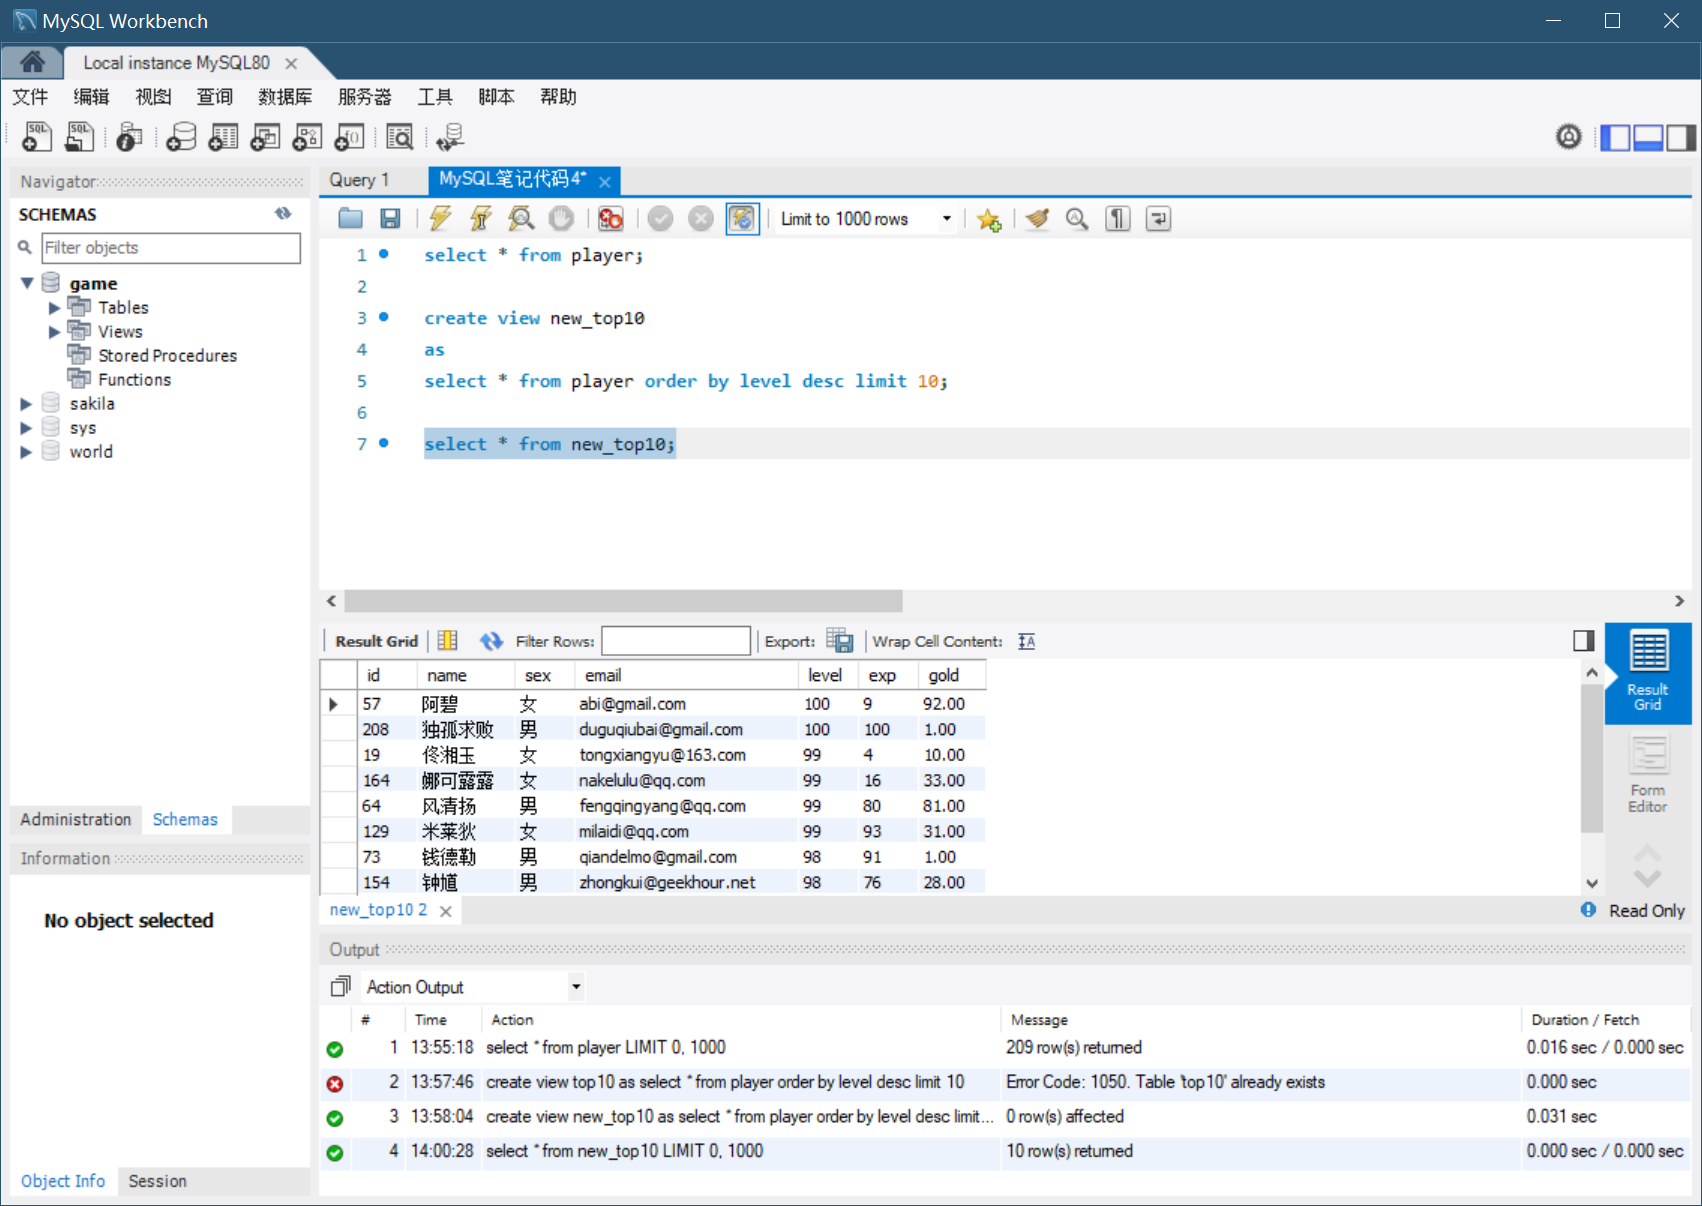 MySQL Workbench
Local instance MySQL80
文件 编辑 视图 查询 数据库 服务器 工具 脚本 帮助
Navigator
SCHEMAS
Filter objects
game
Tables
Views
Stored Procedures
Functions
sakila
sys
world
Administration Schemas
Information
No object selected
Object Info Session
Query 1 MySQL笔记代码4*
Limit to 1000 rows
1 select * from player;
2
3 create view new_top10
4 as
5 select * from player order by level desc limit 10;
6
7 select * from new_top10;
Result Grid Filter Rows: Export: Wrap Cell Content:
id name sex email level exp gold
57 阿碧 女 abi@gmail.com 100 9 92.00
208 独孤求败 男 duguqiubai@gmail.com 100 100 1.00
19 佟湘玉 女 tongxiangyu@163.com 99 4 10.00
164 娜可露露 女 nakelulu@qq.com 99 16 33.00
64 风清扬 男 fengqingyang@qq.com 99 80 81.00
129 米莱狄 女 milaidi@qq.com 99 93 31.00
73 钱德勒 男 qiandelmo@gmail.com 98 91 1.00
154 钟馗 男 zhongkui@geekhour.net 98 76 28.00
Result
Grid
Form
Editor
new_top10 2
Read Only
Output
Action Output
# Time Action Message Duration / Fetch
1 13:55:18 select * from player LIMIT 0, 1000 209 row(s) returned 0.016 sec / 0.000 sec
2 13:57:46 create view top10 as select * from player order by level desc limit 10 Error Code: 1050. Table 'top10' already exists 0.000 sec
3 13:58:04 create view new_top10 as select * from player order by level desc limit... 0 row(s) affected 0.031 sec
4 14:00:28 select * from new_top10 LIMIT 0, 1000 10 row(s) returned 0.000 sec / 0.000 sec